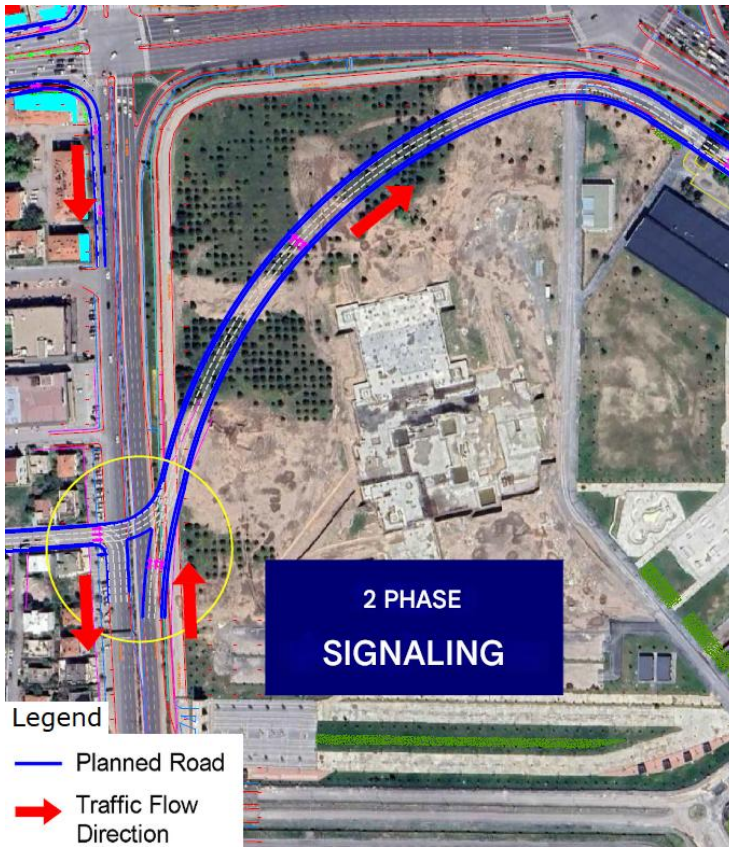 2 PHASE
SIGNALING
Legend
Planned Road
Traffic Flow
Direction